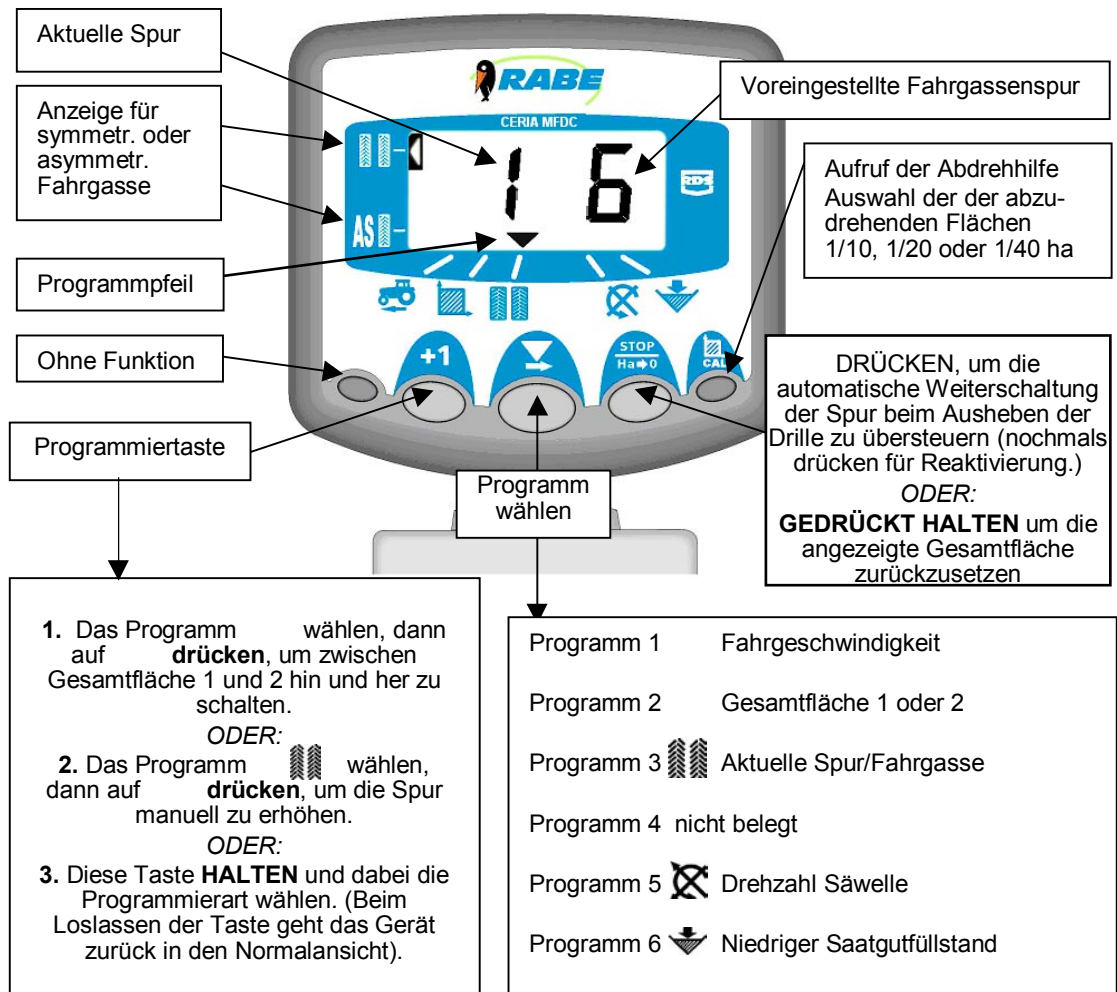 Aktuelle Spur
RABE
Voreingestellte Fahrgassenspur
Anzeige für
symmetr. oder
asymmetr.
Fahrgasse
CERIA MFDC
1 6
RDS
AS
Aufruf der Abdrehhilfe
Auswahl der der abzu-
drehenden Flächen
1/10, 1/20 oder 1/40 ha
Programmpfeil
Ohne Funktion
+1
STOP
Ha➡0
CAL
DRÜCKEN, um die
automatische Weiterschaltung
der Spur beim Ausheben der
Drille zu übersteuern (nochmals
drücken für Reaktivierung.)
ODER:
GEDRÜCKT HALTEN um die
angezeigte Gesamtfläche
zurückzusetzen
Programmiertaste
Programm
wählen
1. Das Programm wählen, dann
auf drücken, um zwischen
Gesamtfläche 1 und 2 hin und her zu
schalten.
ODER:
2. Das Programm wählen,
dann auf drücken, um die Spur
manuell zu erhöhen.
ODER:
3. Diese Taste HALTEN und dabei die
Programmierart wählen. (Beim
Loslassen der Taste geht das Gerät
zurück in den Normalansicht).
Programm 1 Fahrgeschwindigkeit
Programm 2 Gesamtfläche 1 oder 2
Programm 3 Aktuelle Spur/Fahrgasse
Programm 4 nicht belegt
Programm 5 Drehzahl Säwelle
Programm 6 Niedriger Saatgutfüllstand